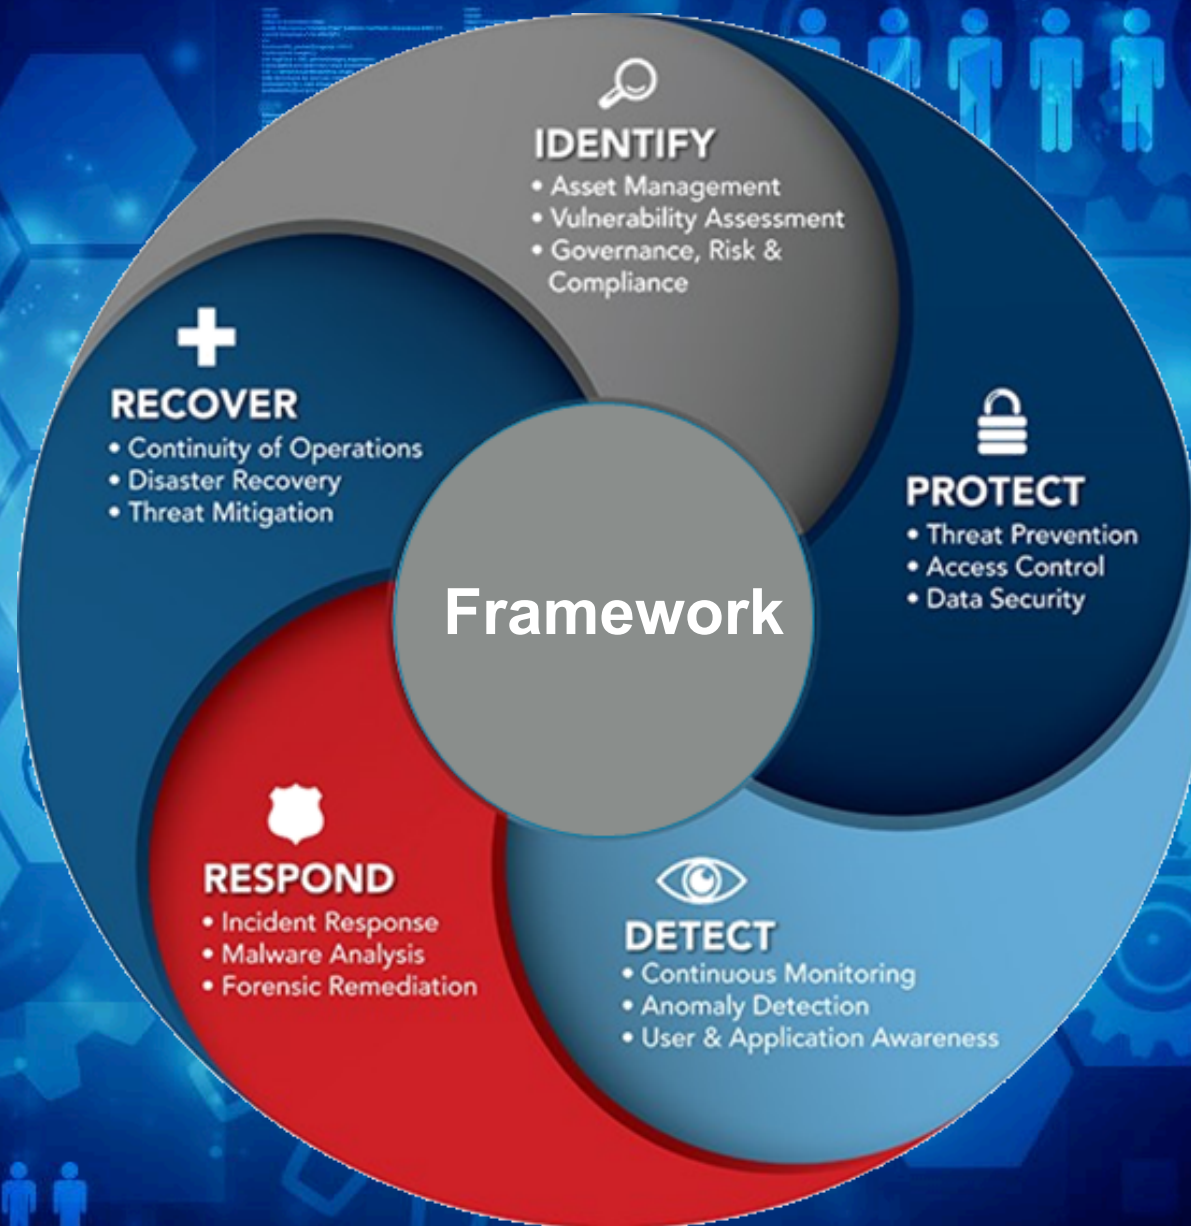 IDENTIFY
• Asset Management
• Vulnerability Assessment
• Governance, Risk &
Compliance
PROTECT
• Threat Prevention
• Access Control
• Data Security
DETECT
• Continuous Monitoring
• Anomaly Detection
• User & Application Awareness
RESPOND
• Incident Response
• Malware Analysis
• Forensic Remediation
RECOVER
• Continuity of Operations
• Disaster Recovery
• Threat Mitigation
Framework